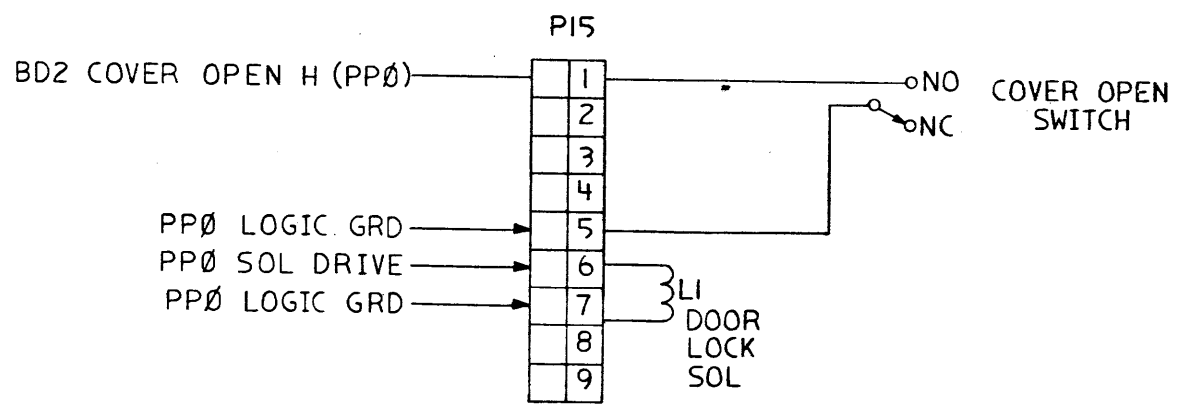 P15
BD2 COVER OPEN H (PPØ)
1
NO
COVER OPEN
SWITCH
2
NC
3
4
PPØ LOGIC GRD
5
PPØ SOL DRIVE
6
PPØ LOGIC GRD
7
L1
DOOR
LOCK
SOL
8
9